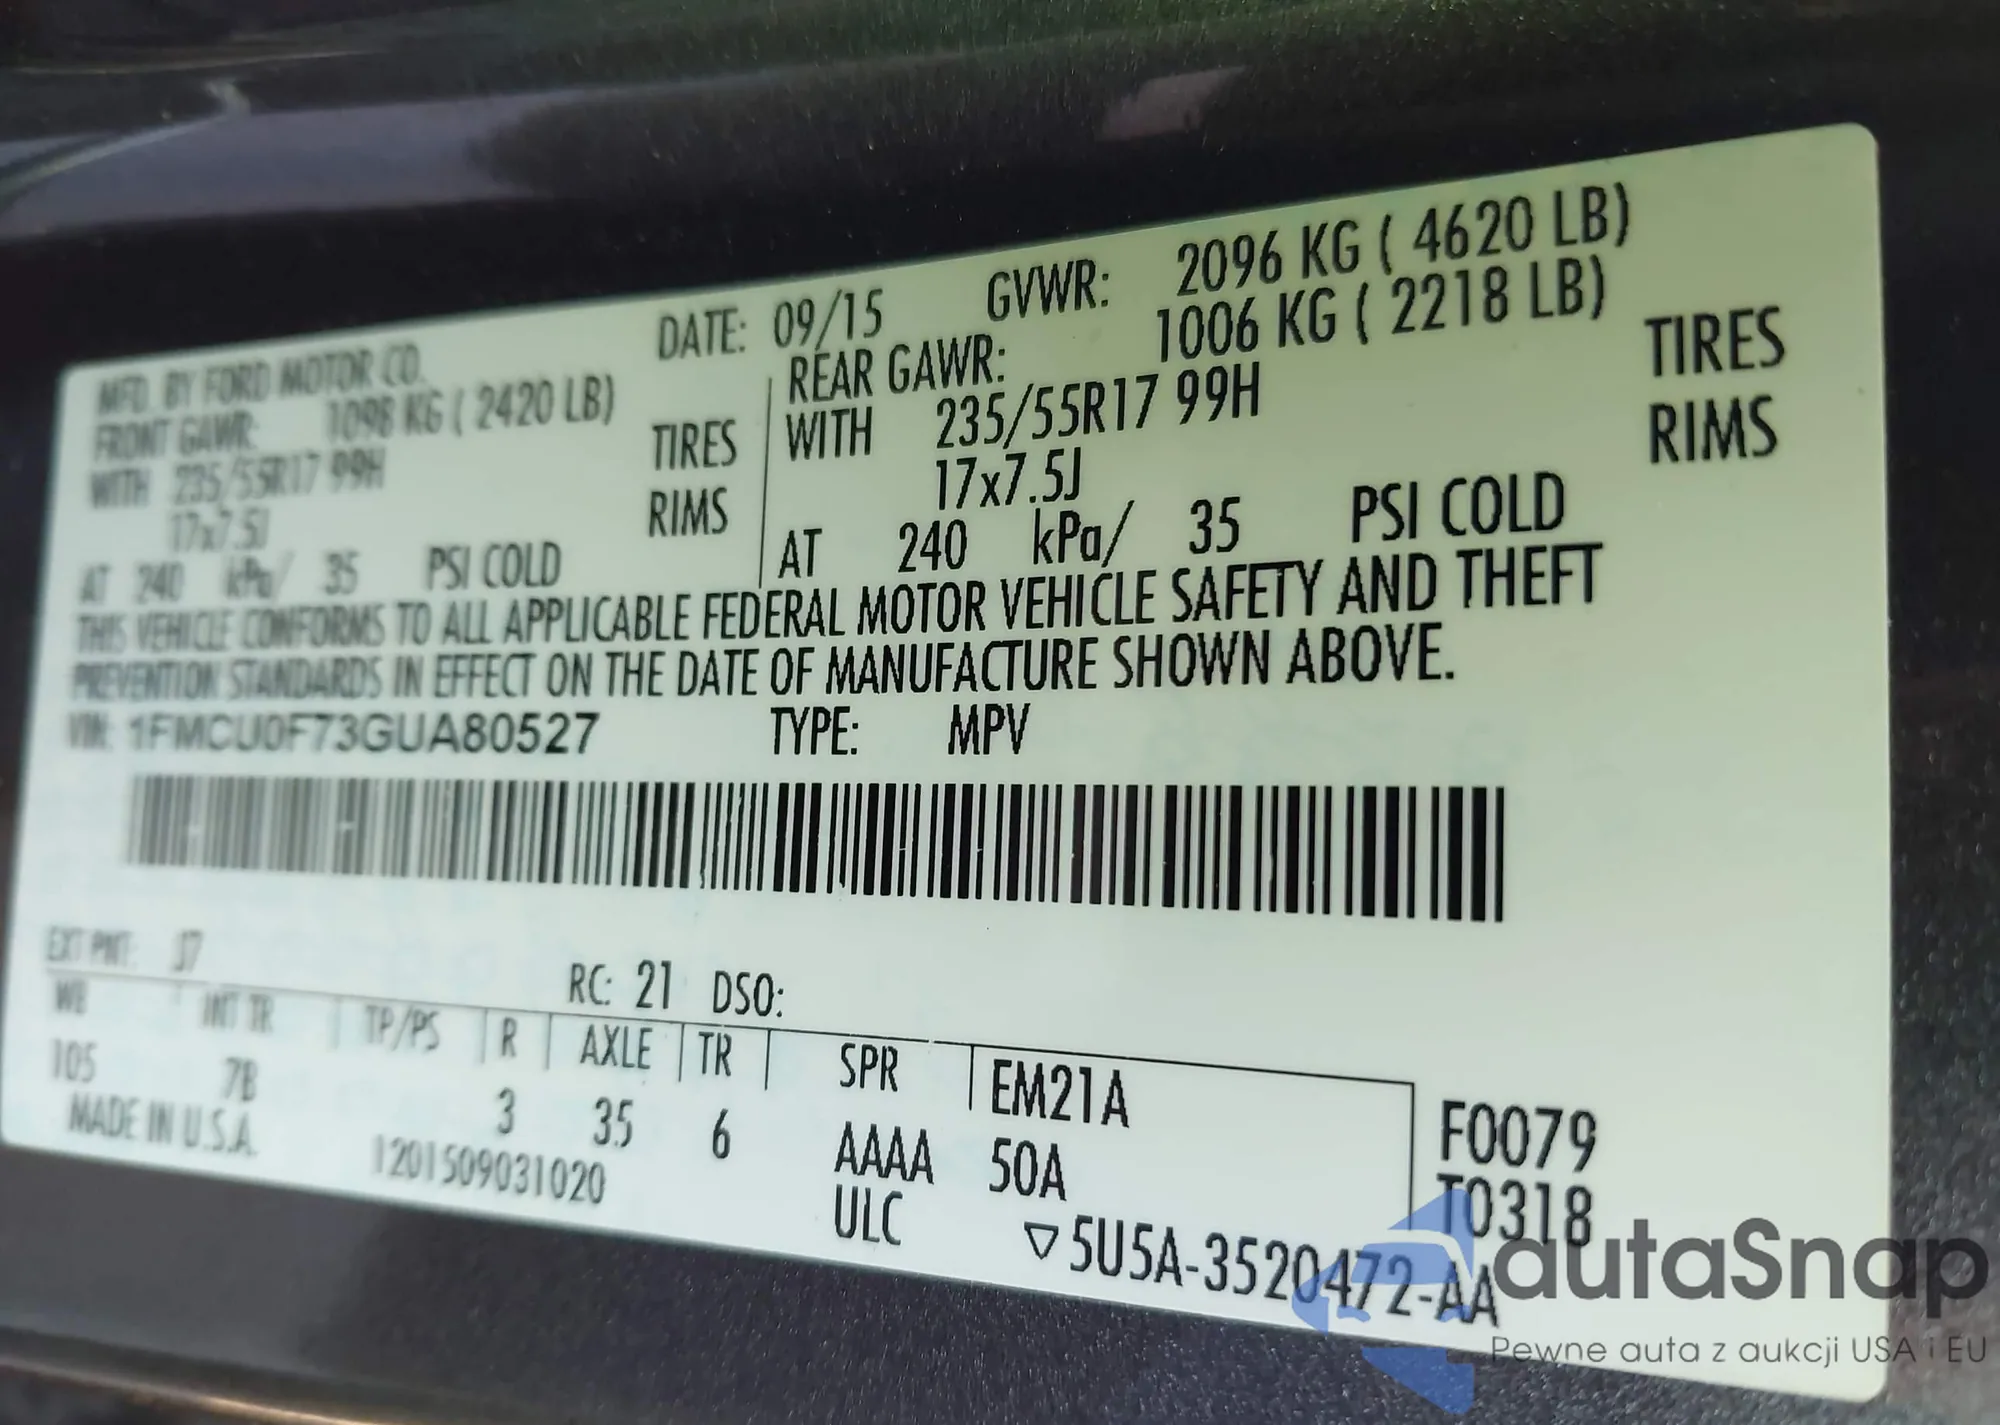 MFD. BY FORD MOTOR CO. DATE: 09/15 GVWR: 2096 KG ( 4620 LB)
FRONT GAWR: 1098 KG ( 2420 LB) REAR GAWR: 1006 KG ( 2218 LB)
WITH 235/55R17 99H TIRES WITH 235/55R17 99H TIRES
17x7.5J RIMS 17x7.5J RIMS
AT 240 kPa/ 35 PSI COLD AT 240 kPa/ 35 PSI COLD
THIS VEHICLE CONFORMS TO ALL APPLICABLE FEDERAL MOTOR VEHICLE SAFETY AND THEFT
PREVENTION STANDARDS IN EFFECT ON THE DATE OF MANUFACTURE SHOWN ABOVE.
VIN: 1FMCU0F73GUA80527 TYPE: MPV
EXT PNT: J7 RC: 21 DSO:
WB INT TR TP/PS R AXLE TR SPR EM21A F0079
105 7B 3 35 6 AAAA 50A T0318
MADE IN U.S.A. 1201509031020 ULC ▽5U5A-3520472-AA
autaSnap
Pewne auta z aukcji USA i EU